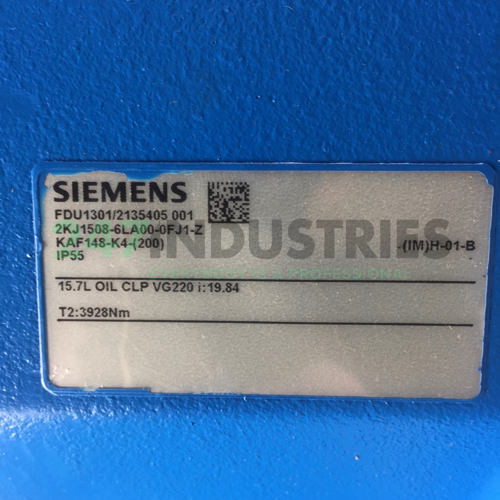 SIEMENS
FDU1301/2135405 001
2KJ1508-6LA00-0FJ1-Z
KAF148-K4-(200)
IP55
(IM)H-01-B
15.7L OIL CLP VG220 i:19.84
T2:3928Nm
INDUSTRIES